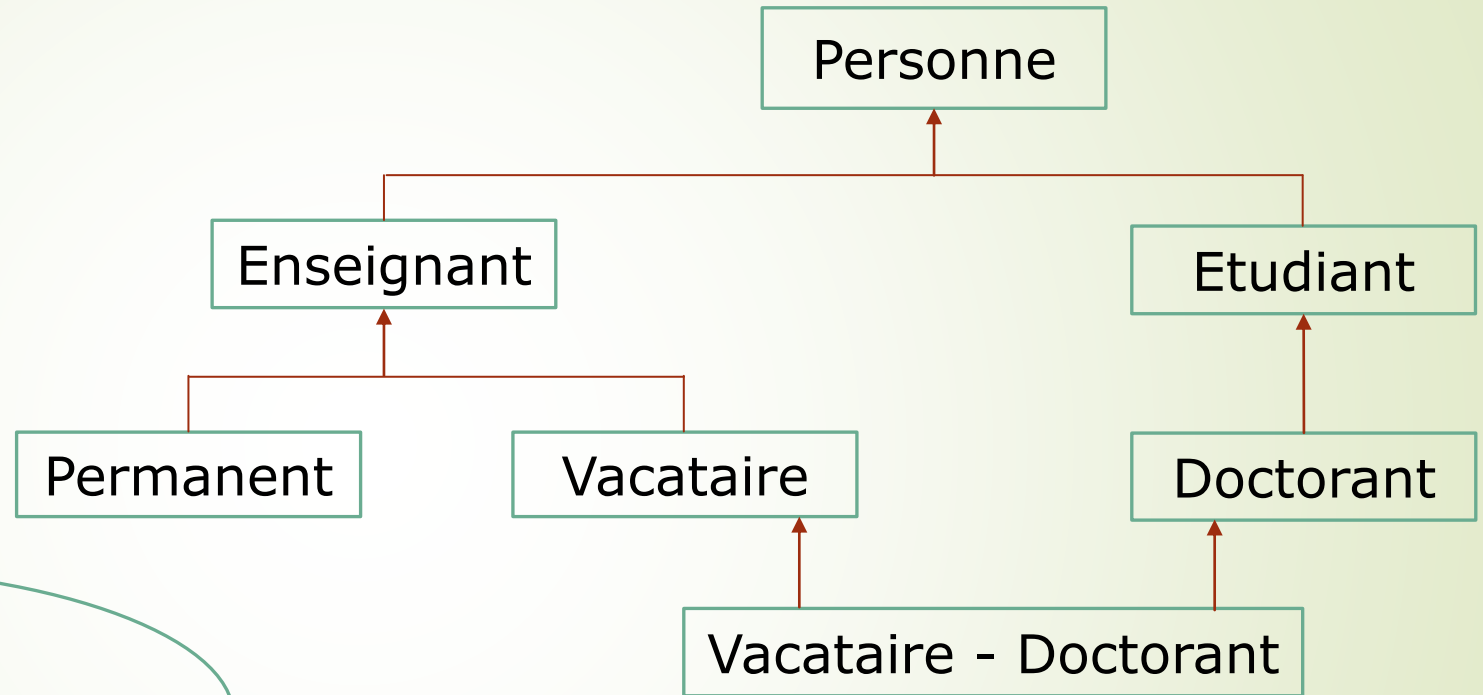 Personne
Enseignant
Etudiant
Permanent
Vacataire
Doctorant
Vacataire - Doctorant